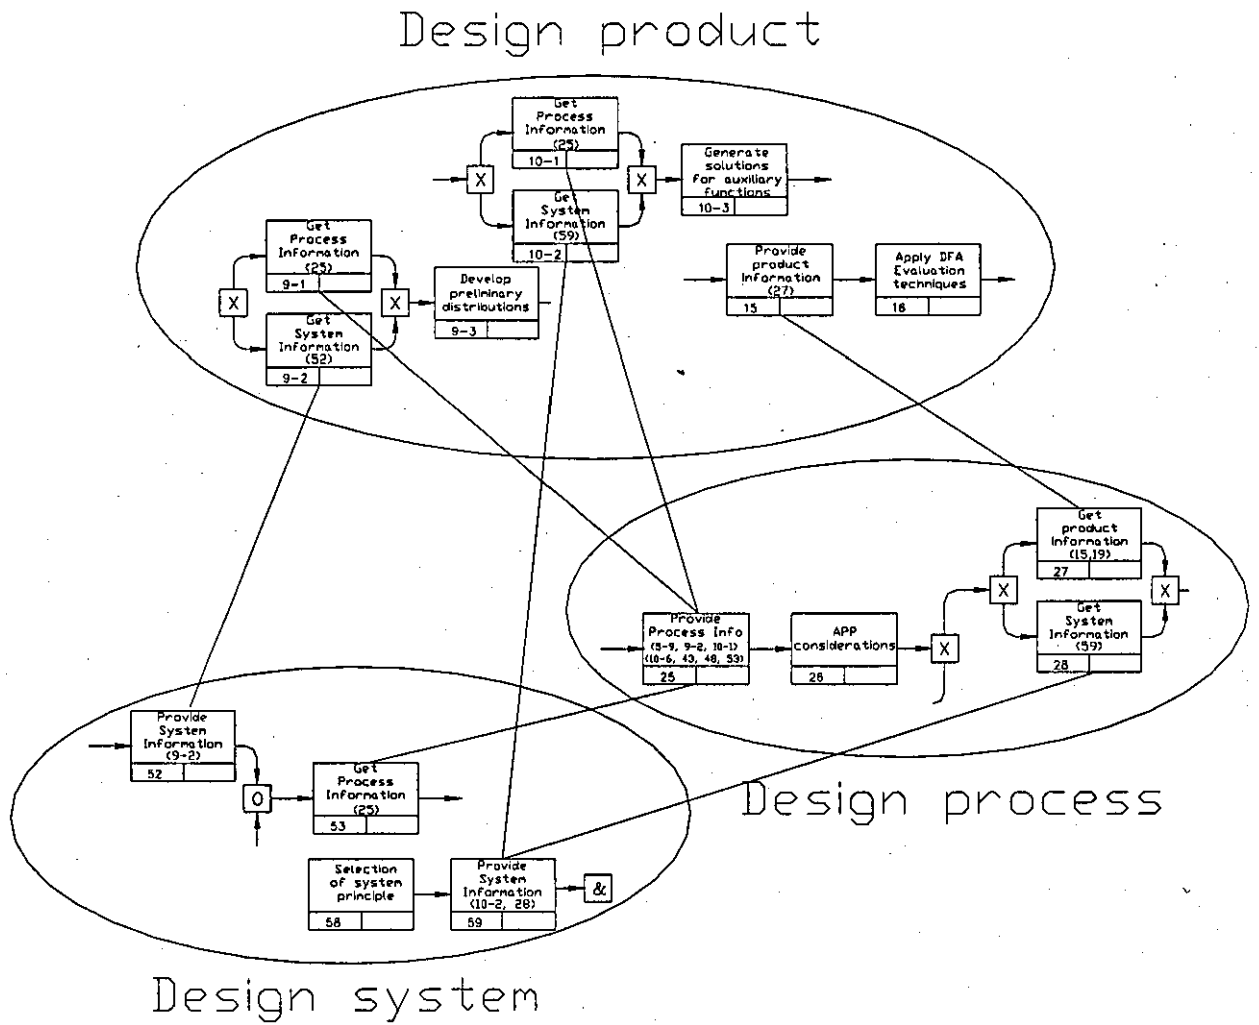 Design product
Get
Process
Information
(25)
10-1
X
X
Get
System
Information
(59)
10-2
Generate
solutions
for auxiliary
functions
10-3
Get
Process
Information
(25)
9-1
X
X
Get
System
Information
(52)
9-2
Develop
preliminary
distributions
9-3
Provide
product
Information
(27)
15
Apply DFA
Evaluation
techniques
16
Get
product
Information
(15,19)
27
X
X
Get
System
Information
(59)
28
Provide
Process Info
(5-9, 9-2, 10-1)
(10-6, 43, 48, 53)
25
APP
considerations
26
X
Design process
Provide
System
Information
(9-2)
52
O
Get
Process
Information
(25)
53
Selection
of system
principle
58
Provide
System
Information
(10-2, 28)
59
&
Design system